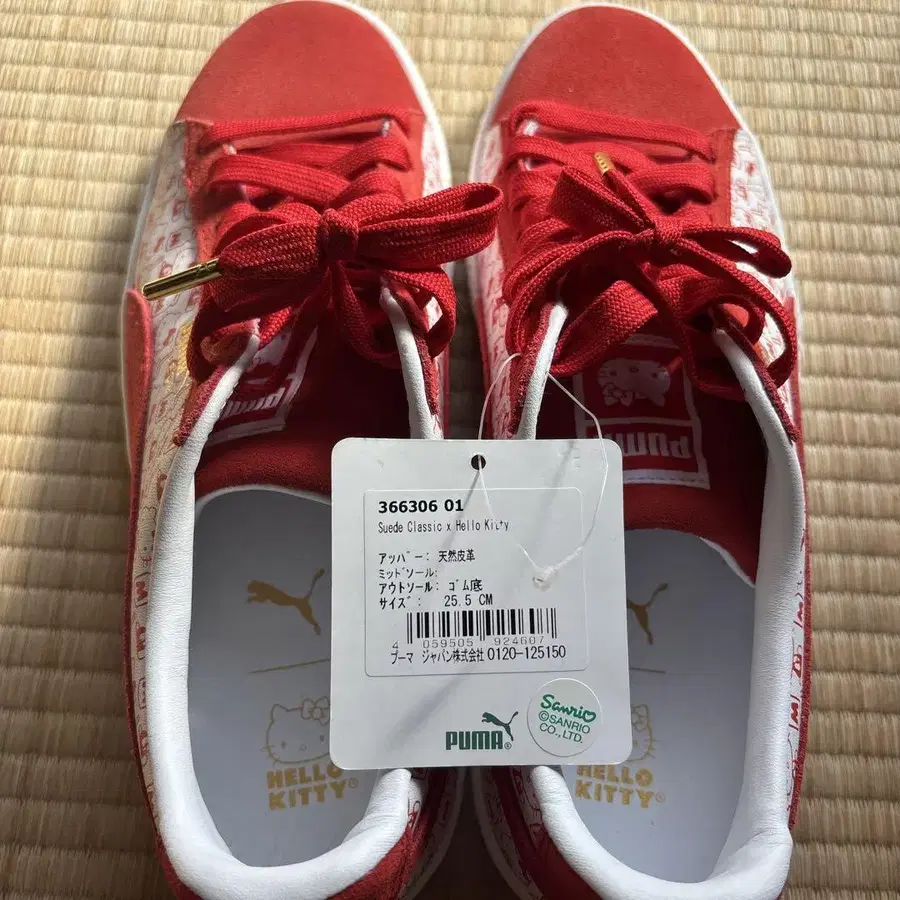 PUMA
PUMA
366306 01
Suede Classic x Hello Kitty
アッパー: 天然皮革
ミッドソール:
アウトソール: ゴム底
サイズ: 25.5 CM
4 059505 924607
プーマ ジャパン株式会社 0120-125150
PUMA®
Sanrio
©SANRIO
CO.,LTD.
HELLO
KITTY®
HELLO
KITTY®